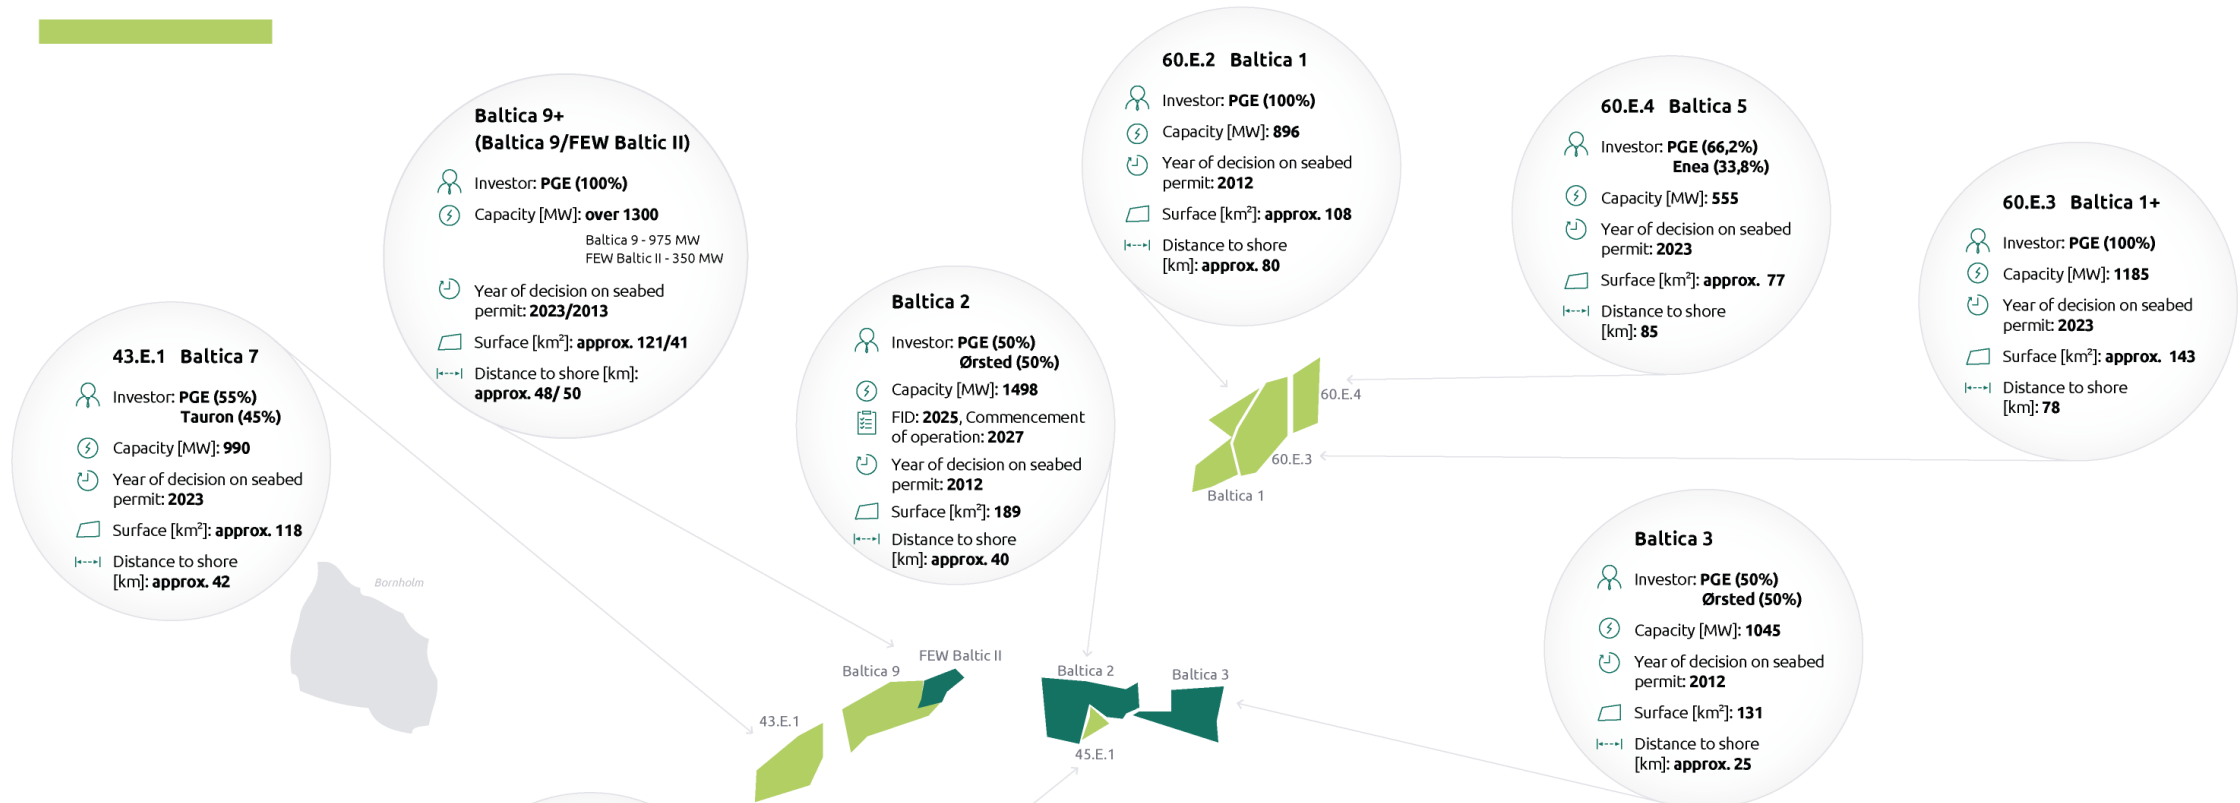 60.E.2 Baltica 1
Investor: PGE (100%)
Capacity [MW]: 896
Year of decision on seabed
permit: 2012
Surface [km²]: approx. 108
Distance to shore
[km]: approx. 80
60.E.4 Baltica 5
Investor: PGE (66,2%)
Enea (33,8%)
Capacity [MW]: 555
Year of decision on seabed
permit: 2023
Surface [km²]: approx. 77
Distance to shore
[km]: 85
Baltica 9+
(Baltica 9/FEW Baltic II)
Investor: PGE (100%)
Capacity [MW]: over 1300
Baltica 9 - 975 MW
FEW Baltic II - 350 MW
Year of decision on seabed
permit: 2023/2013
Surface [km²]: approx. 121/41
Distance to shore [km]:
approx. 48/ 50
60.E.3 Baltica 1+
Investor: PGE (100%)
Capacity [MW]: 1185
Year of decision on seabed
permit: 2023
Surface [km²]: approx. 143
Distance to shore
[km]: 78
Baltica 2
Investor: PGE (50%)
Ørsted (50%)
Capacity [MW]: 1498
FID: 2025, Commencement
of operation: 2027
Year of decision on seabed
permit: 2012
Surface [km²]: 189
Distance to shore
[km]: approx. 40
43.E.1 Baltica 7
Investor: PGE (55%)
Tauron (45%)
Capacity [MW]: 990
Year of decision on seabed
permit: 2023
Surface [km²]: approx. 118
Distance to shore
[km]: approx. 42
60.E.4
60.E.3
Baltica 1
Baltica 3
Investor: PGE (50%)
Ørsted (50%)
Capacity [MW]: 1045
Year of decision on seabed
permit: 2012
Surface [km²]: 131
Distance to shore
[km]: approx. 25
Bornholm
FEW Baltic II
Baltica 9
Baltica 2
Baltica 3
43.E.1
45.E.1